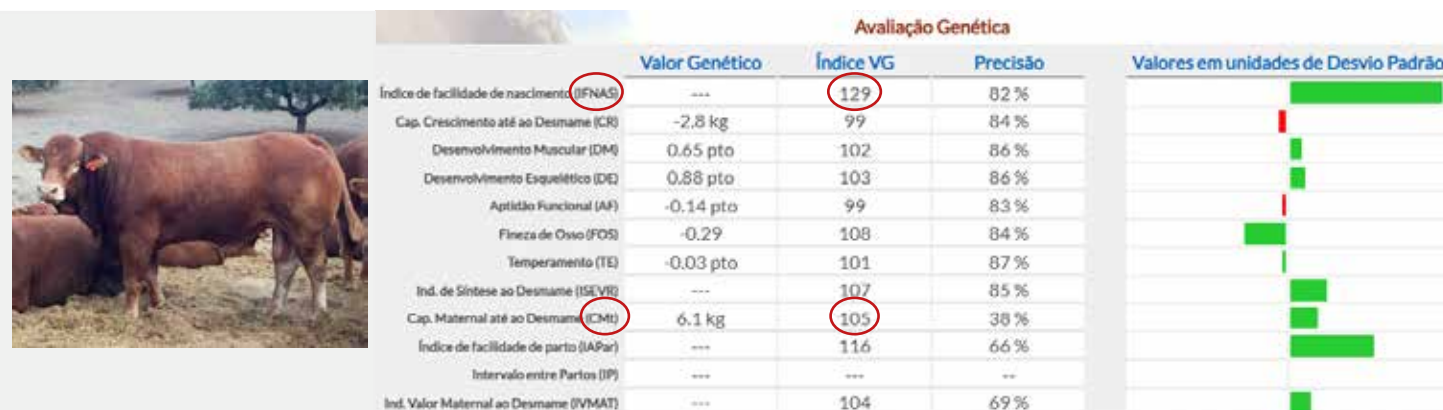 Avaliação Genética
Valor Genético Índice VG Precisão Valores em unidades de Desvio Padrão
Índice de facilidade de nascimento (IFNAS) --- 129 82 %
Cap. Crescimento até ao Desmame (CR) -2.8 kg 99 84 %
Desenvolvimento Muscular (DM) 0.65 pto 102 86 %
Desenvolvimento Esquelético (DE) 0.88 pto 103 86 %
Aptidão Funcional (AF) -0.14 pto 99 83 %
Fineza de Osso (FOS) -0.29 108 84 %
Temperamento (TE) -0.03 pto 101 87 %
Ind. de Síntese ao Desmame (ISEVR) --- 107 85 %
Cap. Maternal até ao Desmame (CMt) 6.1 kg 105 38 %
Índice de facilidade de parto (IAPar) --- 116 66 %
Intervalo entre Partos (IP) --- --- --
Ind. Valor Maternal ao Desmame (IVMAT) --- 104 69 %